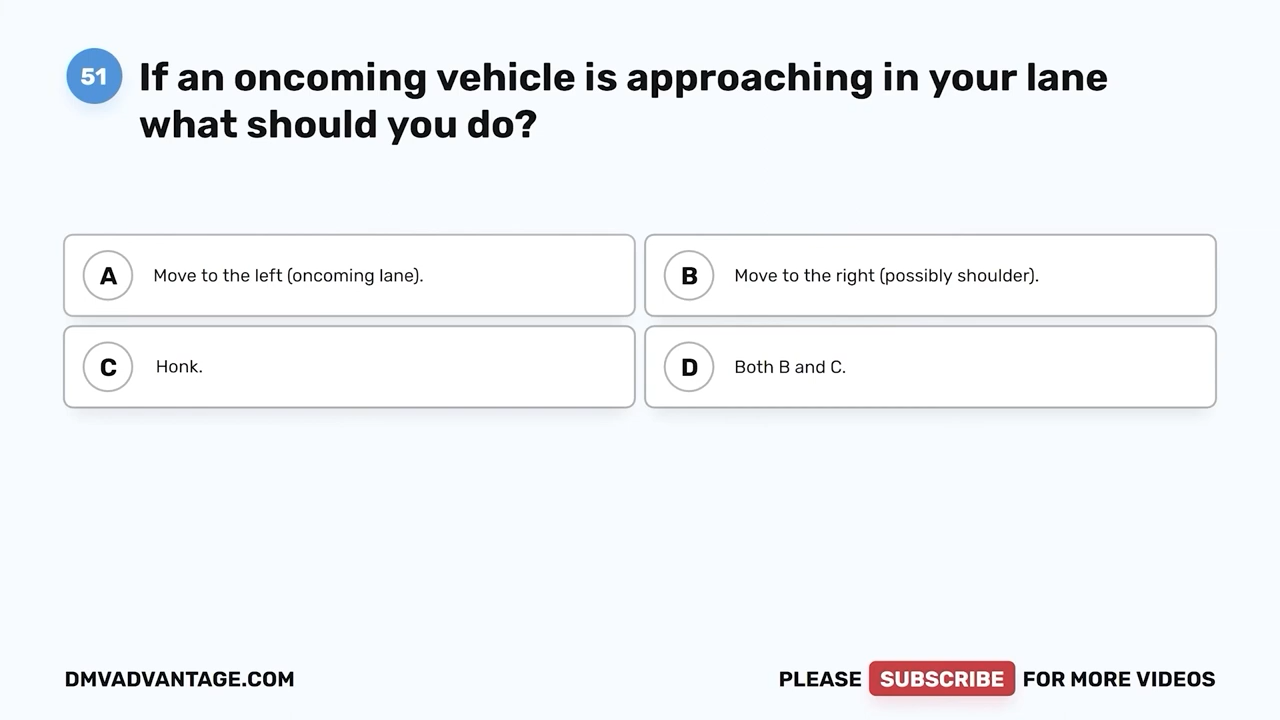 51
If an oncoming vehicle is approaching in your lane
what should you do?
A Move to the left (oncoming lane).
B Move to the right (possibly shoulder).
C Honk.
D Both B and C.
DMVADVANTAGE.COM
PLEASE SUBSCRIBE FOR MORE VIDEOS